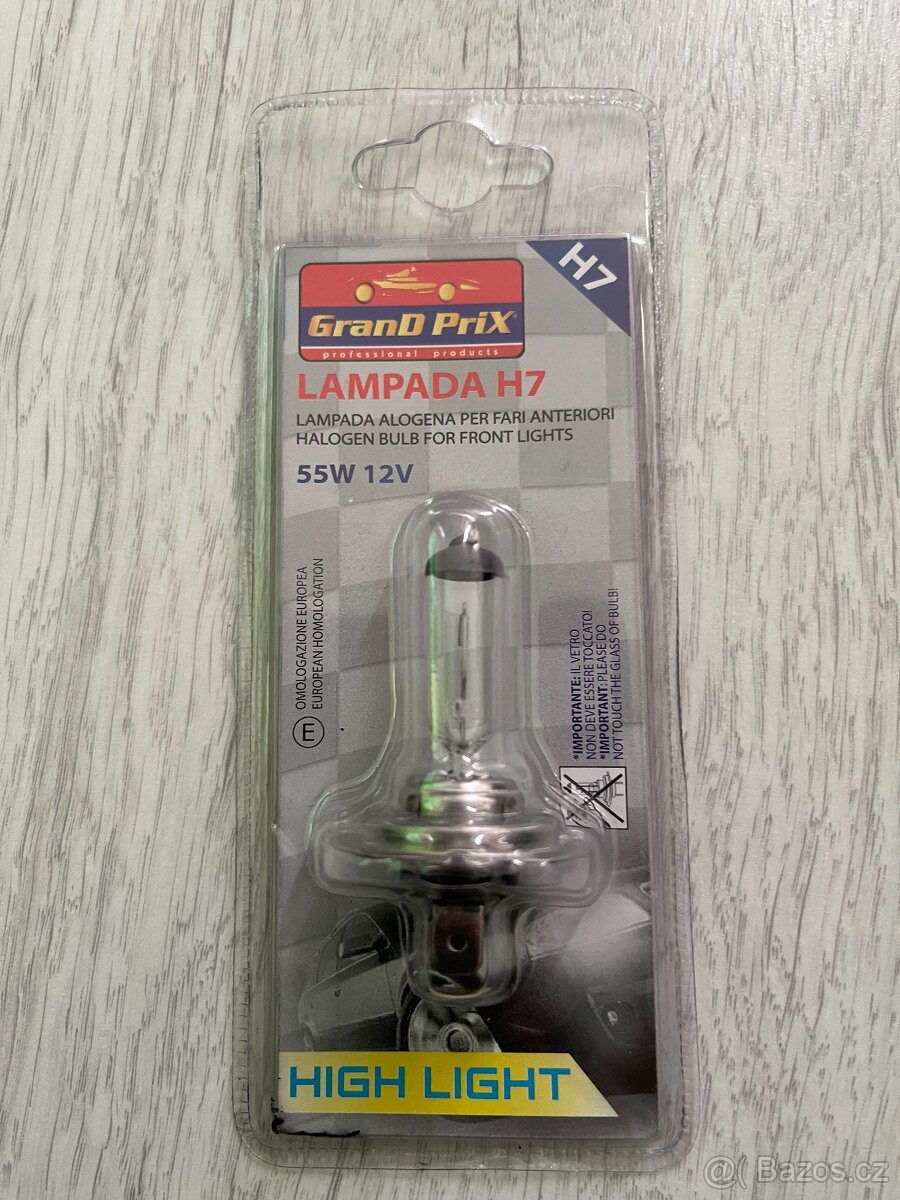 H7
GranD PriX®
professional products
LAMPADA H7
LAMPADA ALOGENA PER FARI ANTERIORI
HALOGEN BULB FOR FRONT LIGHTS
55W 12V
OMOLOGAZIONE EUROPEA
EUROPEAN HOMOLOGATION
E
*IMPORTANTE: IL VETRO
NON DEVE ESSERE TOCCATO!
*IMPORTANT: PLEASE DO
NOT TOUCH THE GLASS OF BULB!
HIGH LIGHT
@ Bazos.cz